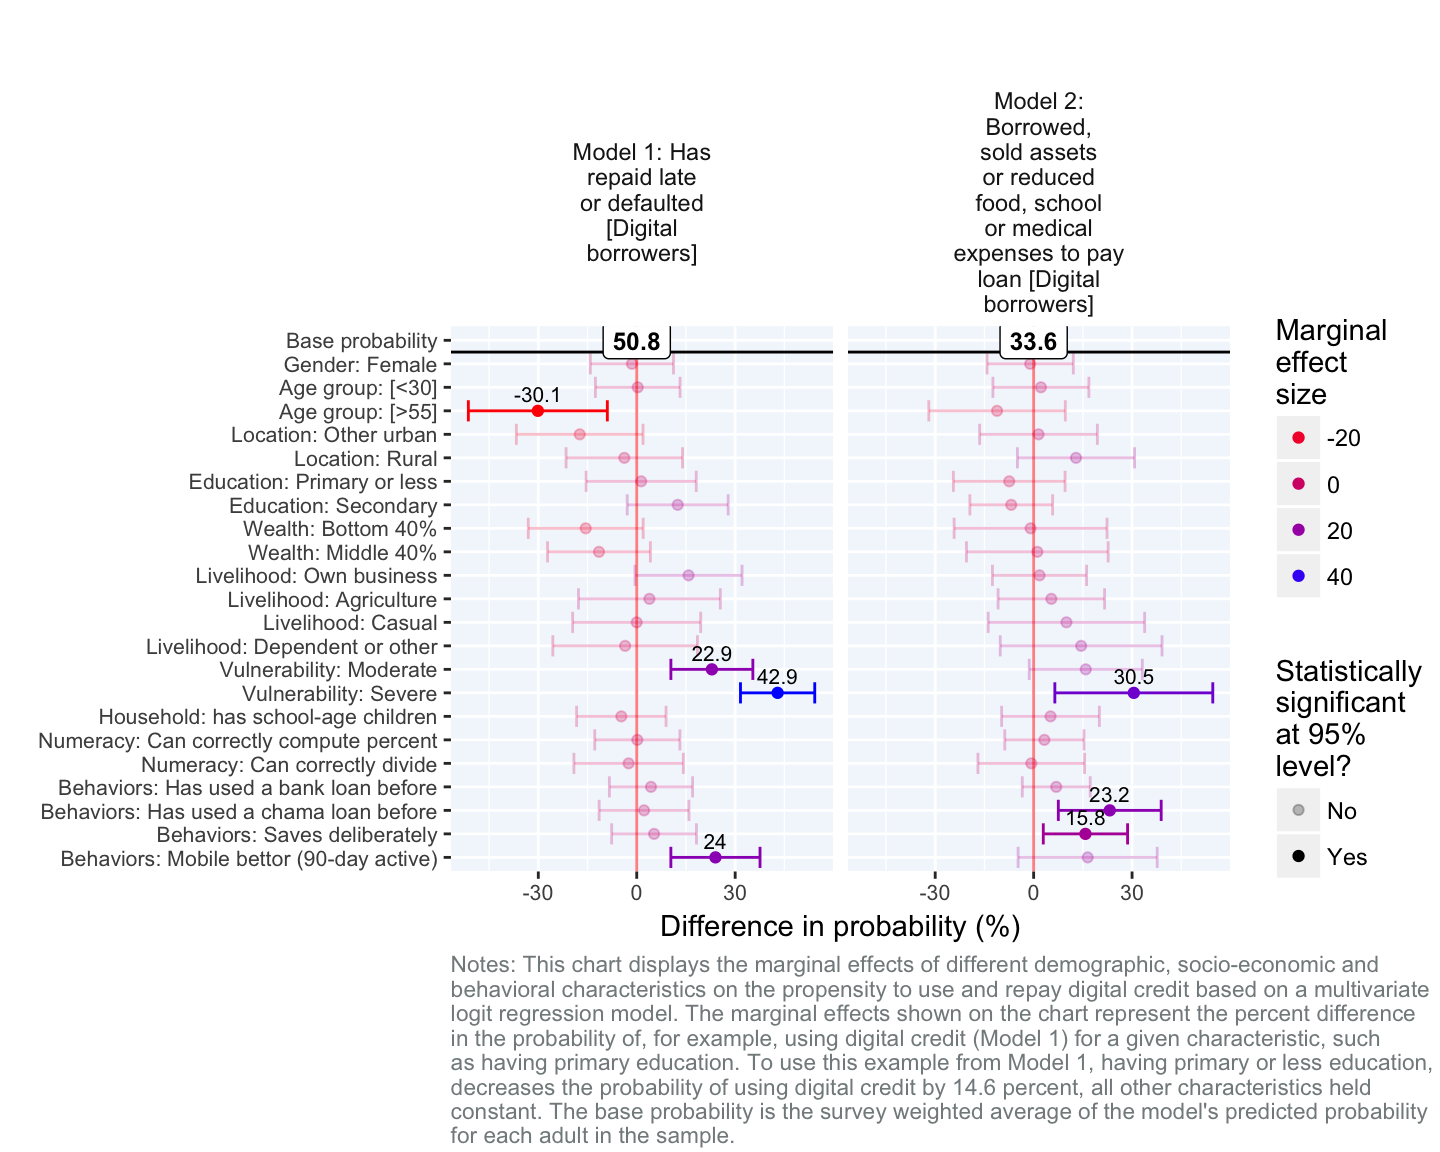 Model 1: Has
repaid late
or defaulted
[Digital
borrowers]
Model 2:
Borrowed,
sold assets
or reduced
food, school
or medical
expenses to pay
loan [Digital
borrowers]
Base probability
50.8
33.6
Gender: Female
Age group: [<30]
Age group: [>55]
-30.1
Location: Other urban
Location: Rural
Education: Primary or less
Education: Secondary
Wealth: Bottom 40%
Wealth: Middle 40%
Livelihood: Own business
Livelihood: Agriculture
Livelihood: Casual
Livelihood: Dependent or other
Vulnerability: Moderate
22.9
Vulnerability: Severe
42.9
30.5
Household: has school-age children
Numeracy: Can correctly compute percent
Numeracy: Can correctly divide
Behaviors: Has used a bank loan before
Behaviors: Has used a chama loan before
23.2
Behaviors: Saves deliberately
15.8
Behaviors: Mobile bettor (90-day active)
24
-30
0
30
-30
0
30
Difference in probability (%)
Marginal
effect
size
-20
0
20
40
Statistically
significant
at 95%
level?
No
Yes
Notes: This chart displays the marginal effects of different demographic, socio-economic and
behavioral characteristics on the propensity to use and repay digital credit based on a multivariate
logit regression model. The marginal effects shown on the chart represent the percent difference
in the probability of, for example, using digital credit (Model 1) for a given characteristic, such
as having primary education. To use this example from Model 1, having primary or less education,
decreases the probability of using digital credit by 14.6 percent, all other characteristics held
constant. The base probability is the survey weighted average of the model's predicted probability
for each adult in the sample.